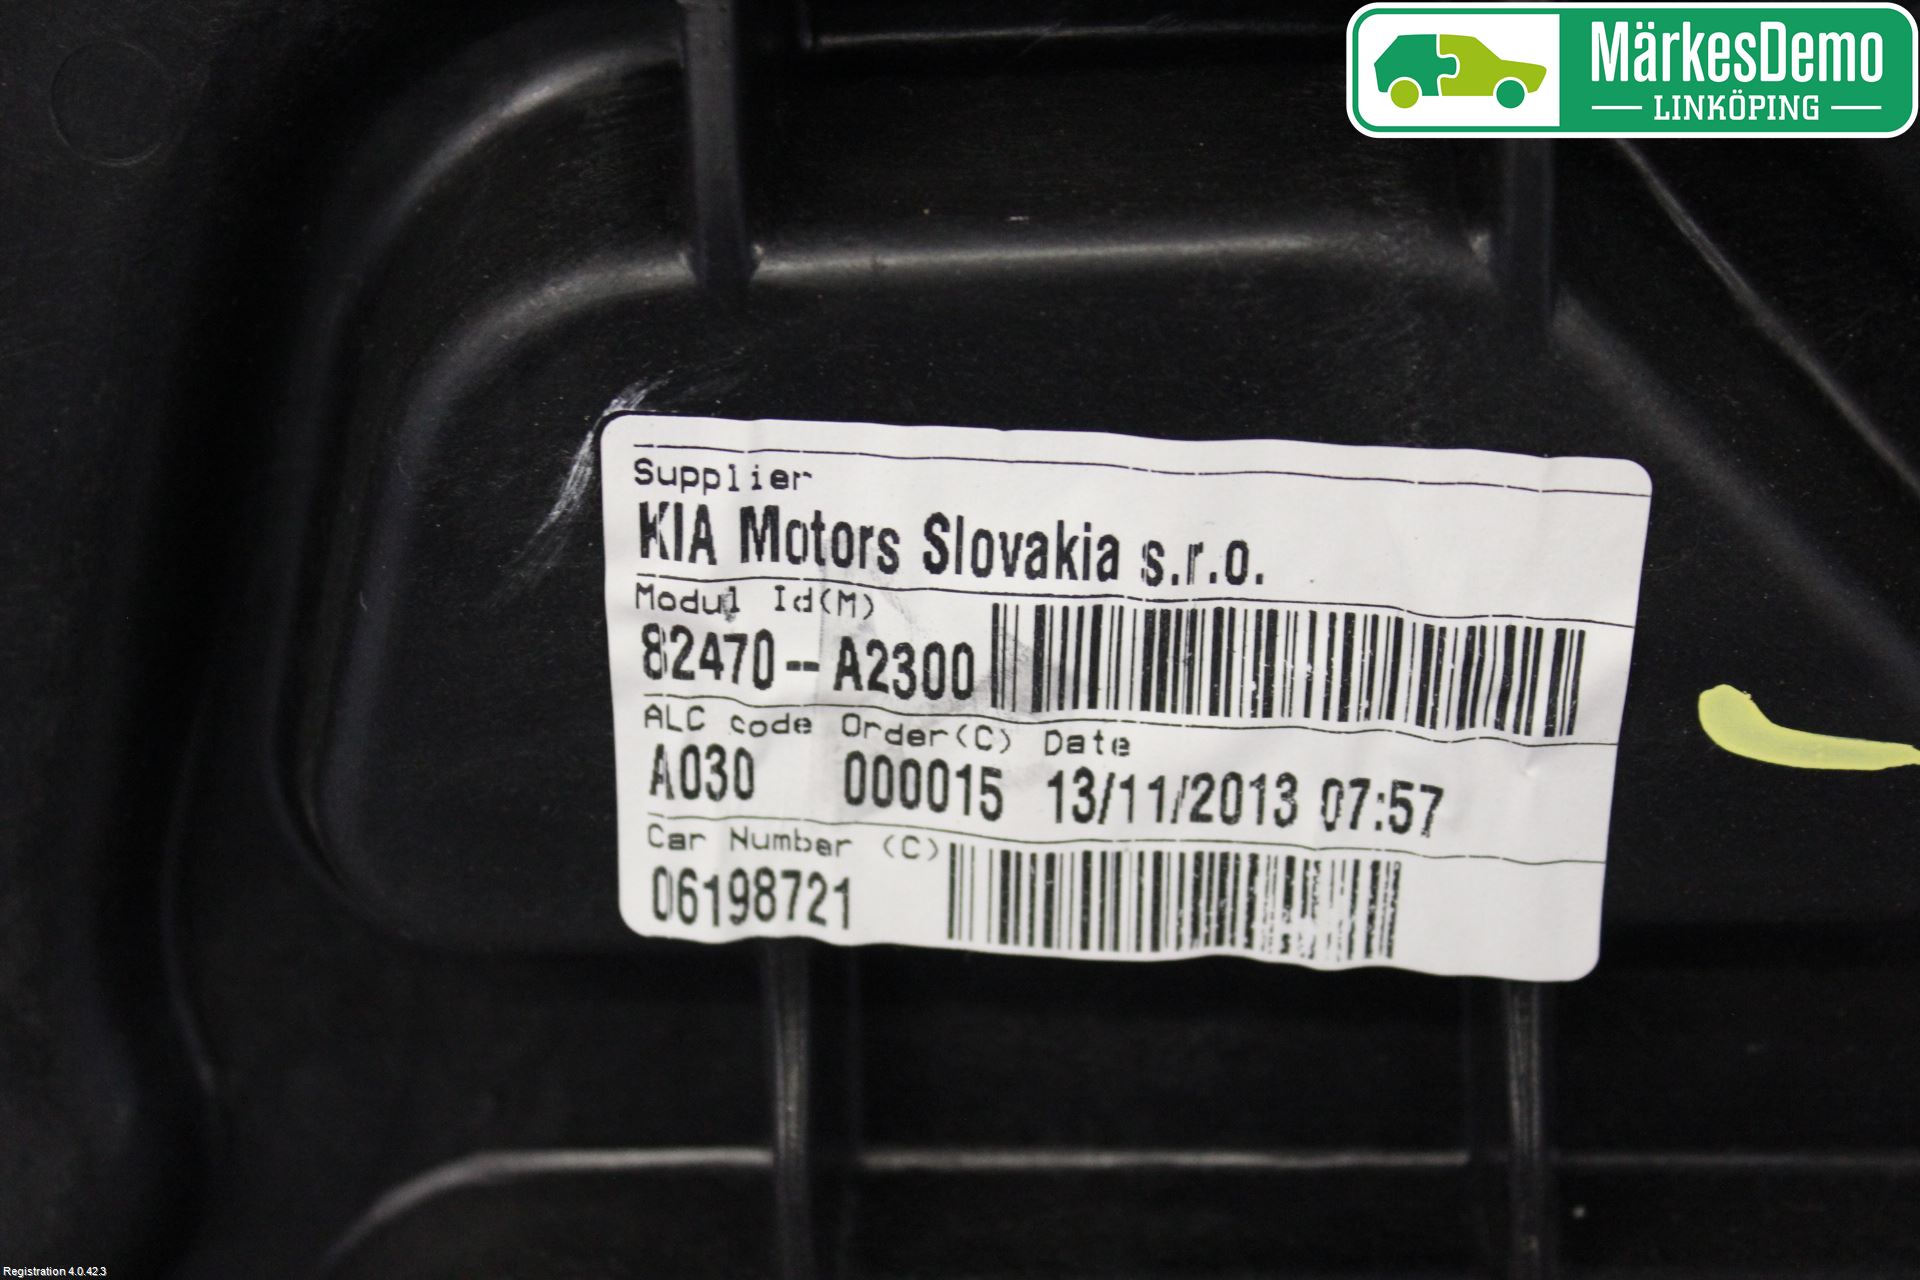 MärkesDemo
LINKÖPING
Supplier
KIA Motors Slovakia s.r.o.
Modul Id(M)
82470-A2300
ALC code Order(C) Date
A030 000015 13/11/2013 07:57
Car Number (C)
06198721
Registration 4.0.42.3